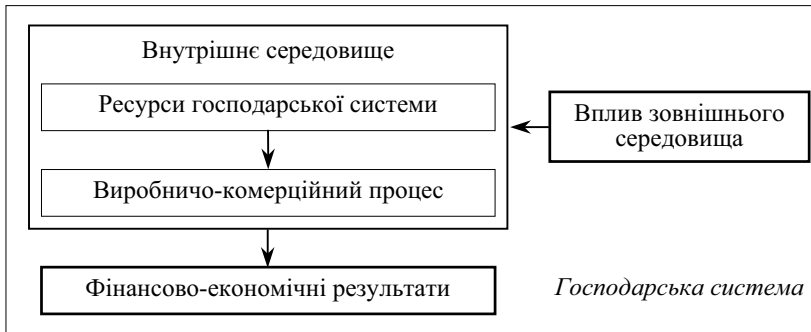 Внутрішнє середовище
Ресурси господарської системи
Виробничо-комерційний процес
Вплив зовнішнього
середовища
Фінансово-економічні результати
Господарська система